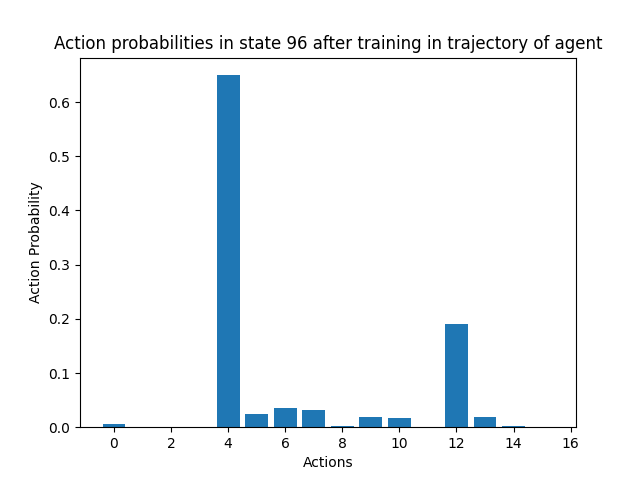 Action probabilities in state 96 after training in trajectory of agent
0.6
0.5
0.4
0.3
0.2
0.1
0.0
Action Probability
0 2 4 6 8 10 12 14 16
Actions